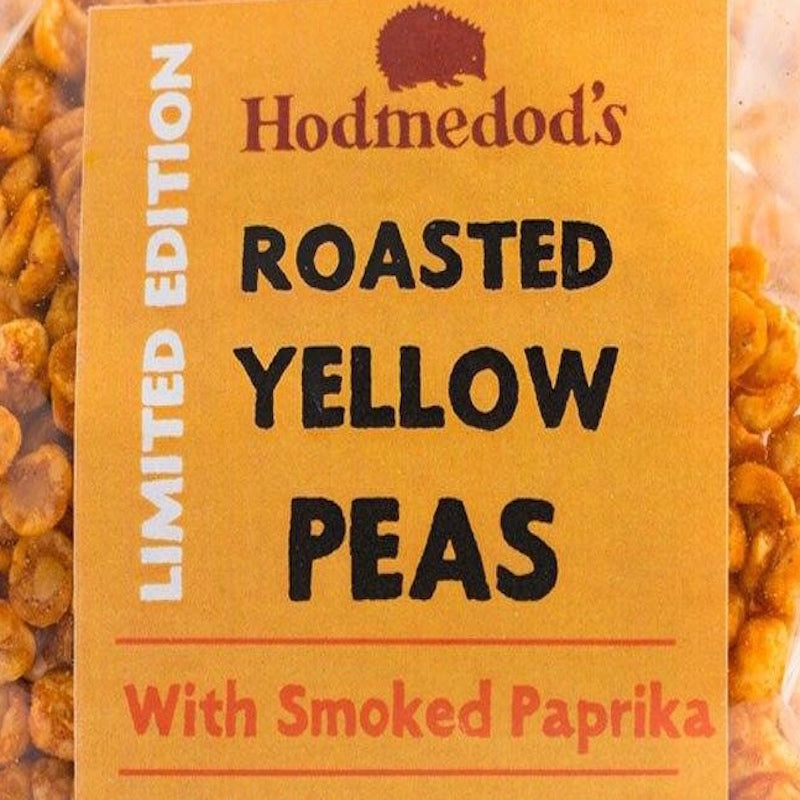 LIMITED EDITION
Hodmedod's
ROASTED
YELLOW
PEAS
With Smoked Paprika